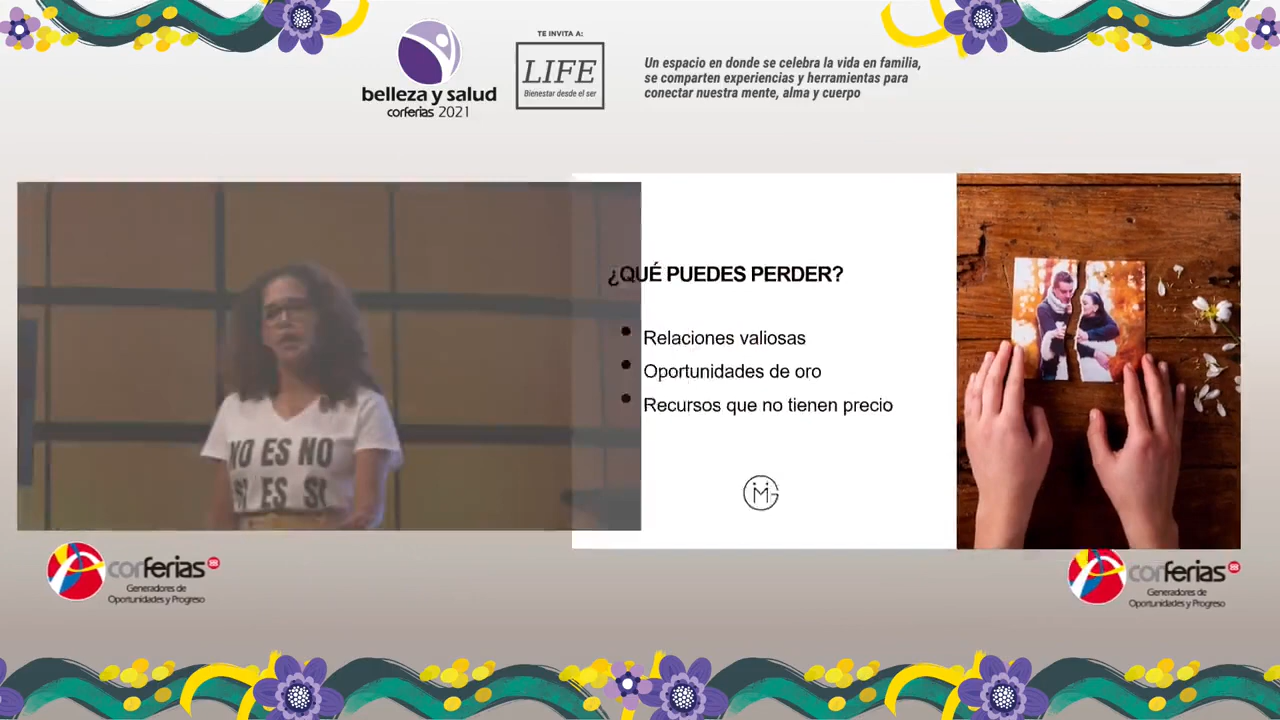 belleza y salud
corferias 2021
TE INVITA A:
LIFE
Bienestar desde el ser
Un espacio en donde se celebra la vida en familia,
se comparten experiencias y herramientas para
conectar nuestra mente, alma y cuerpo
NO ES NO
SI ES SI
¿QUÉ PUEDES PERDER?
• Relaciones valiosas
• Oportunidades de oro
• Recursos que no tienen precio
MG
corferias
Generadores de
Oportunidades y Progreso
corferias
Generadores de
Oportunidades y Progreso